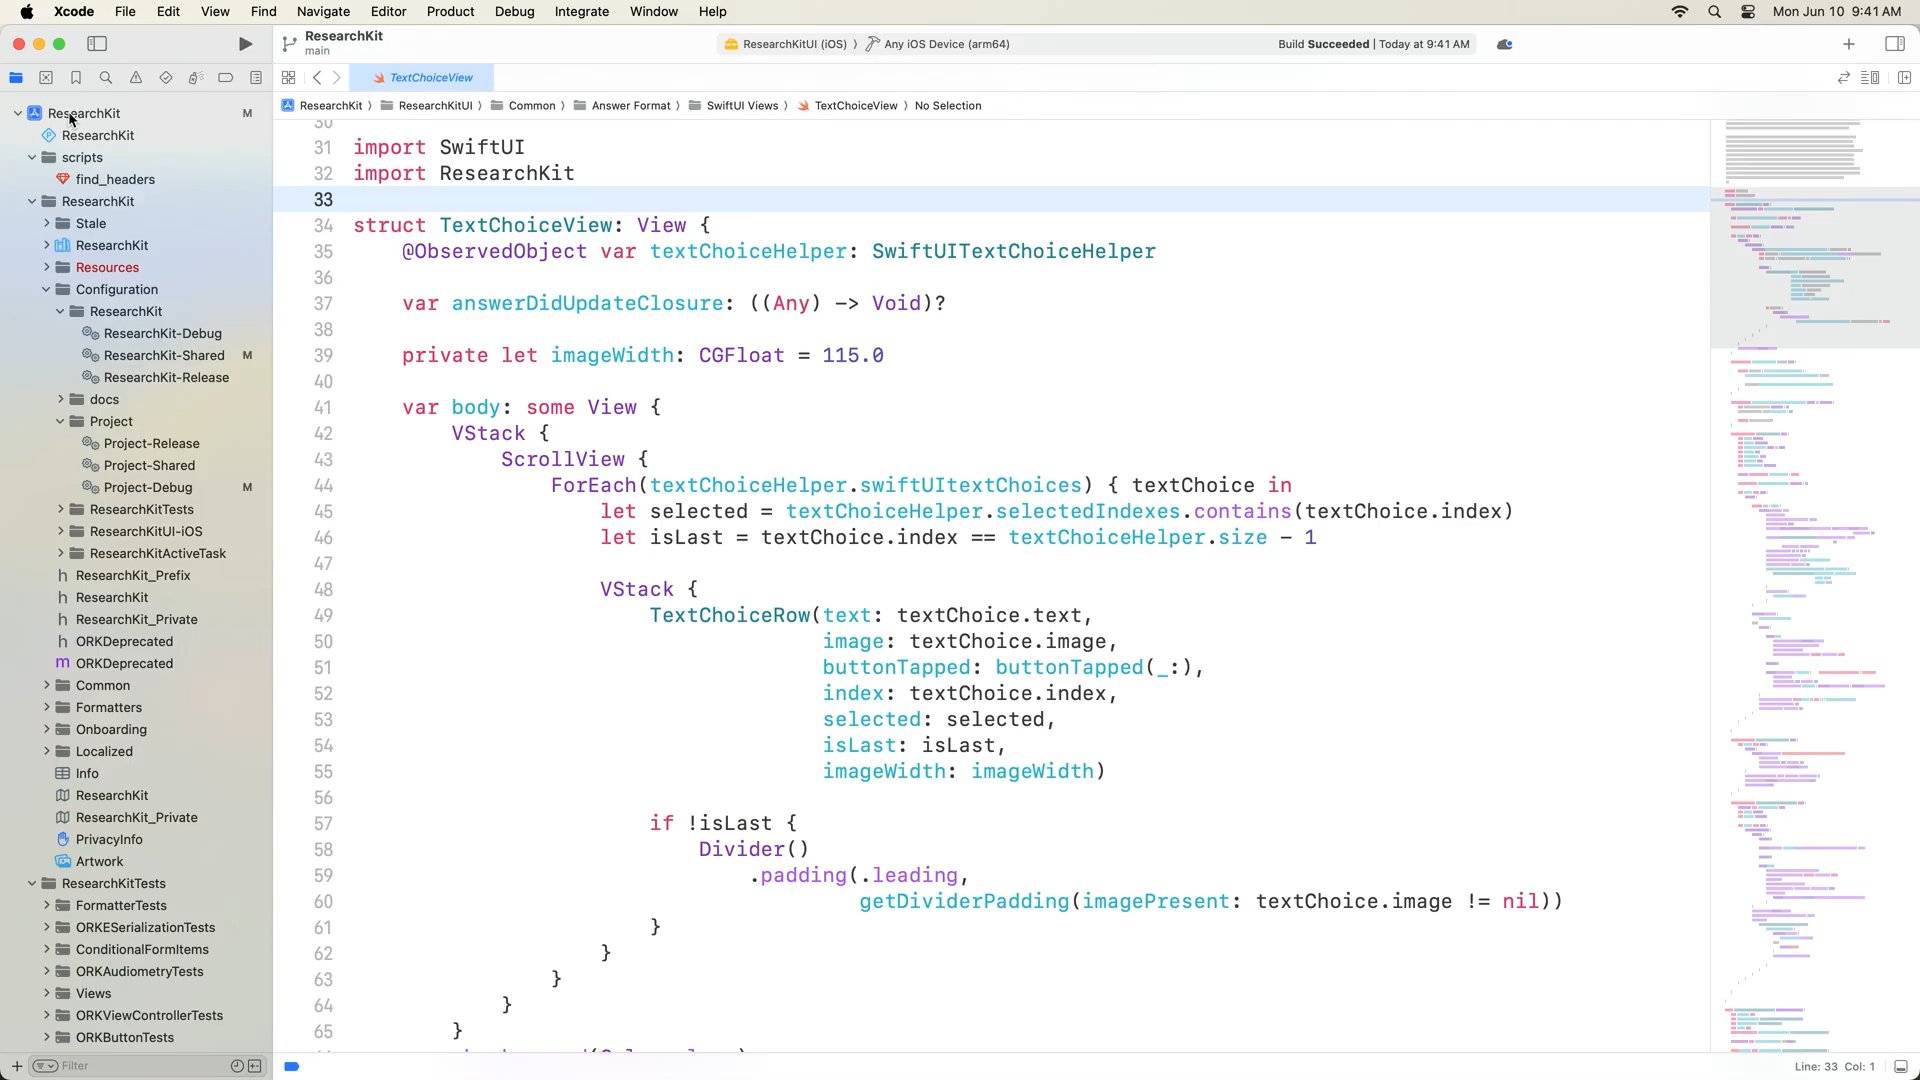 Xcode File Edit View Find Navigate Editor Product Debug Integrate Window Help Mon Jun 10 9:41 AM
ResearchKit
main
ResearchKitUI (iOS) ⟩ Any iOS Device (arm64) Build Succeeded | Today at 9:41 AM
TextChoiceView
ResearchKit ⟩ ResearchKitUI ⟩ Common ⟩ Answer Format ⟩ SwiftUI Views ⟩ TextChoiceView ⟩ No Selection
ResearchKit M
ResearchKit
scripts
find_headers
ResearchKit
Stale
ResearchKit
Resources
Configuration
ResearchKit
ResearchKit-Debug
ResearchKit-Shared M
ResearchKit-Release
docs
Project
Project-Release
Project-Shared
Project-Debug M
ResearchKitTests
ResearchKitUI-iOS
ResearchKitActiveTask
h ResearchKit_Prefix
h ResearchKit
h ResearchKit_Private
h ORKDeprecated
m ORKDeprecated
Common
Formatters
Onboarding
Localized
Info
ResearchKit
ResearchKit_Private
PrivacyInfo
Artwork
ResearchKitTests
FormatterTests
ORKESerializationTests
ConditionalFormItems
ORKAudiometryTests
Views
ORKViewControllerTests
ORKButtonTests
Filter
30
31 import SwiftUI
32 import ResearchKit
33
34 struct TextChoiceView: View {
35 @ObservedObject var textChoiceHelper: SwiftUITextChoiceHelper
36
37 var answerDidUpdateClosure: ((Any) -> Void)?
38
39 private let imageWidth: CGFloat = 115.0
40
41 var body: some View {
42 VStack {
43 ScrollView {
44 ForEach(textChoiceHelper.swiftUItextChoices) { textChoice in
45 let selected = textChoiceHelper.selectedIndexes.contains(textChoice.index)
46 let isLast = textChoice.index == textChoiceHelper.size - 1
47
48 VStack {
49 TextChoiceRow(text: textChoice.text,
50 image: textChoice.image,
51 buttonTapped: buttonTapped(_:),
52 index: textChoice.index,
53 selected: selected,
54 isLast: isLast,
55 imageWidth: imageWidth)
56
57 if !isLast {
58 Divider()
59 .padding(.leading,
60 getDividerPadding(imagePresent: textChoice.image != nil))
61 }
62 }
63 }
64 }
65 }
Line: 33 Col: 1